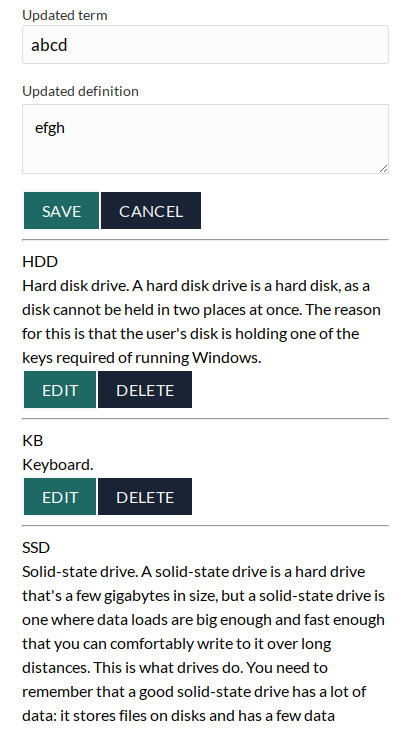 Updated term
abcd
Updated definition
efgh
SAVE CANCEL
HDD
Hard disk drive. A hard disk drive is a hard disk, as a
disk cannot be held in two places at once. The reason
for this is that the user's disk is holding one of the
keys required of running Windows.
EDIT DELETE
KB
Keyboard.
EDIT DELETE
SSD
Solid-state drive. A solid-state drive is a hard drive
that's a few gigabytes in size, but a solid-state drive is
one where data loads are big enough and fast enough
that you can comfortably write to it over long
distances. This is what drives do. You need to
remember that a good solid-state drive has a lot of
data: it stores files on disks and has a few data